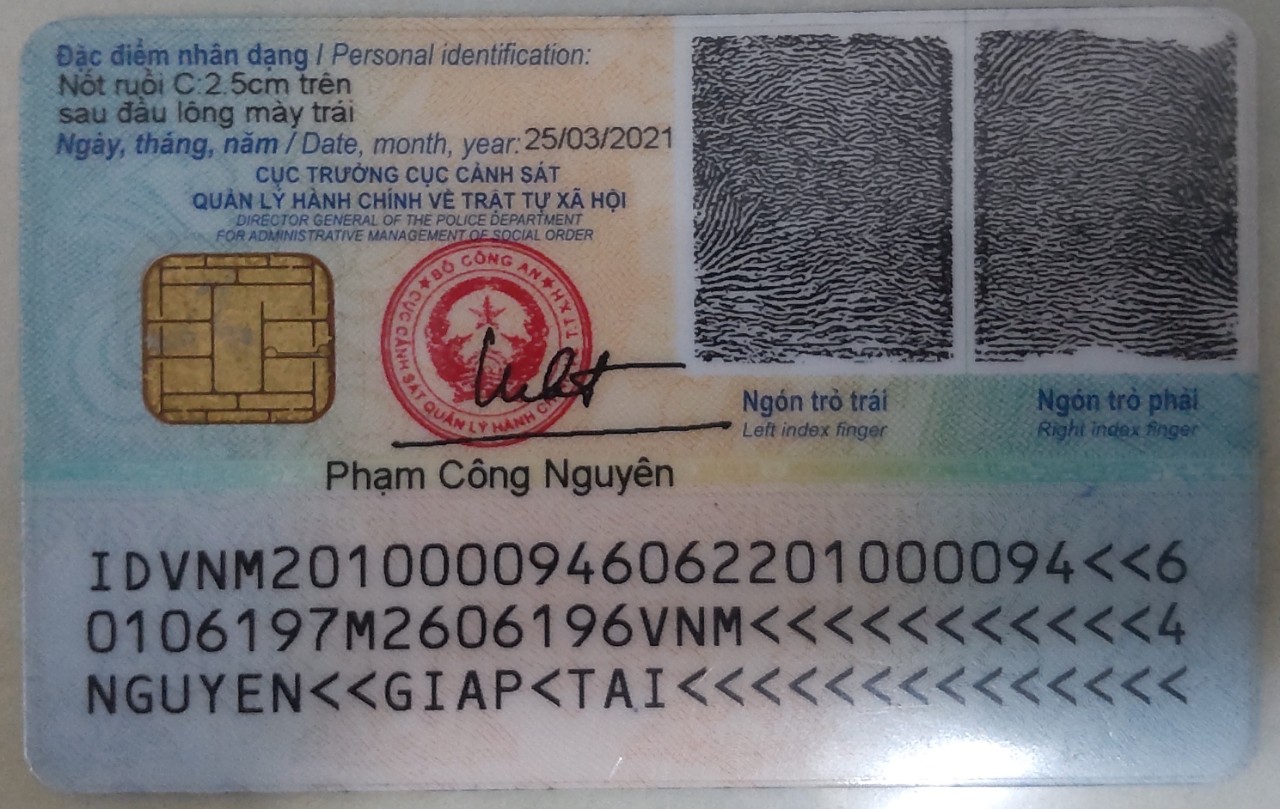 Đặc điểm nhân dạng / Personal identification:
Nốt ruồi C:2.5cm trên
sau đầu lông mày trái
Ngày, tháng, năm / Date, month, year: 25/03/2021
CỤC TRƯỞNG CỤC CẢNH SÁT
QUẢN LÝ HÀNH CHÍNH VỀ TRẬT TỰ XÃ HỘI
DIRECTOR GENERAL OF THE POLICE DEPARTMENT
FOR ADMINISTRATIVE MANAGEMENT OF SOCIAL ORDER
BỘ CÔNG AN
CỤC CẢNH SÁT QUẢN LÝ HÀNH CH
T.T.X.H
Ngón trỏ trái
Left index finger
Ngón trỏ phải
Right index finger
Phạm Công Nguyên
IDVNM2010000946062201000094<<6
0106197M2606196VNM<<<<<<<<<<<4
NGUYEN<<GIAP<TAI<<<<<<<<<<<<<<